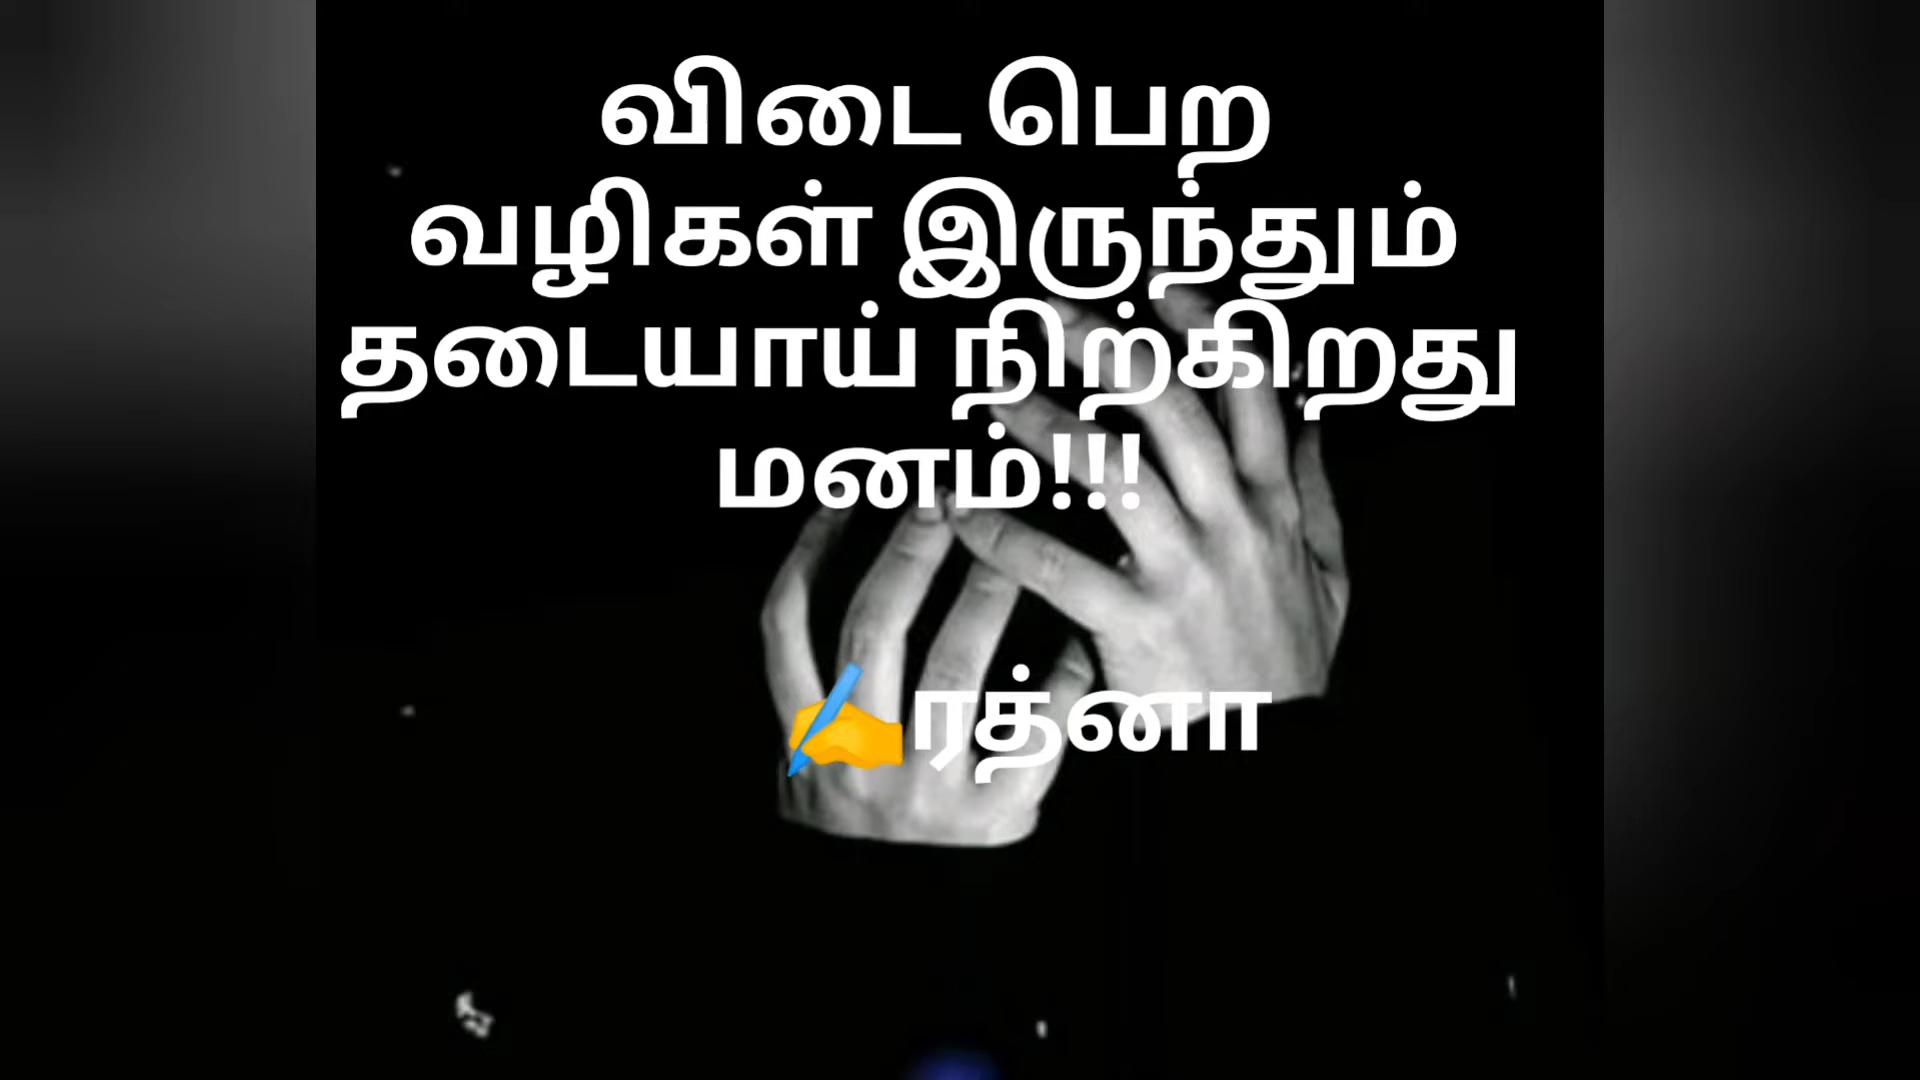 விடை பெற
வழிகள் இருந்தும்
தடையாய் நிற்கிறது
மனம்!!!
✍️ரத்னா